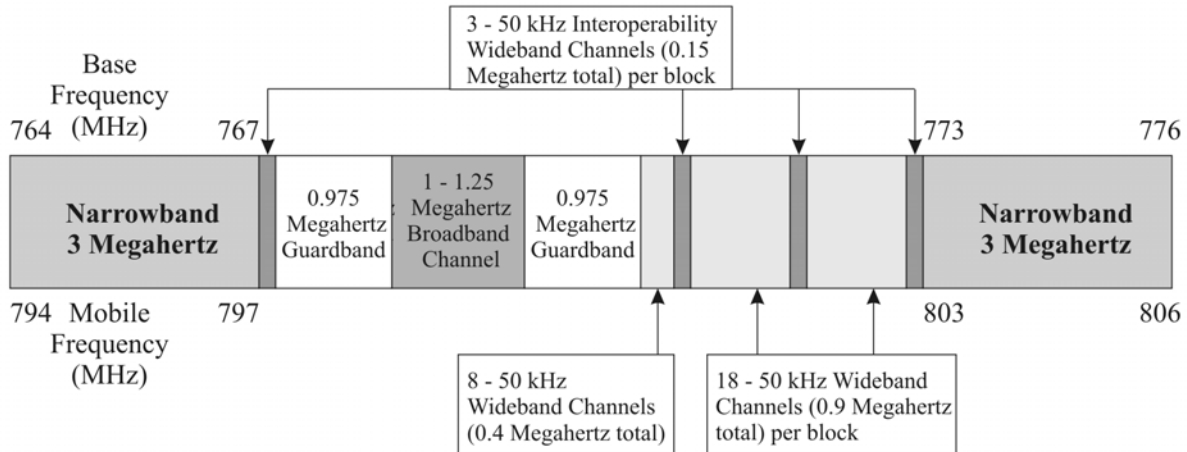 3 - 50 kHz Interoperability
Wideband Channels (0.15
Megahertz total) per block
Base
Frequency
(MHz)
764
767
773
776
Narrowband
3 Megahertz
0.975
Megahertz
Guardband
1 - 1.25
Megahertz
Broadband
Channel
0.975
Megahertz
Guardband
Narrowband
3 Megahertz
794
Mobile
Frequency
(MHz)
797
803
806
8 - 50 kHz
Wideband Channels
(0.4 Megahertz total)
18 - 50 kHz Wideband
Channels (0.9 Megahertz
total) per block